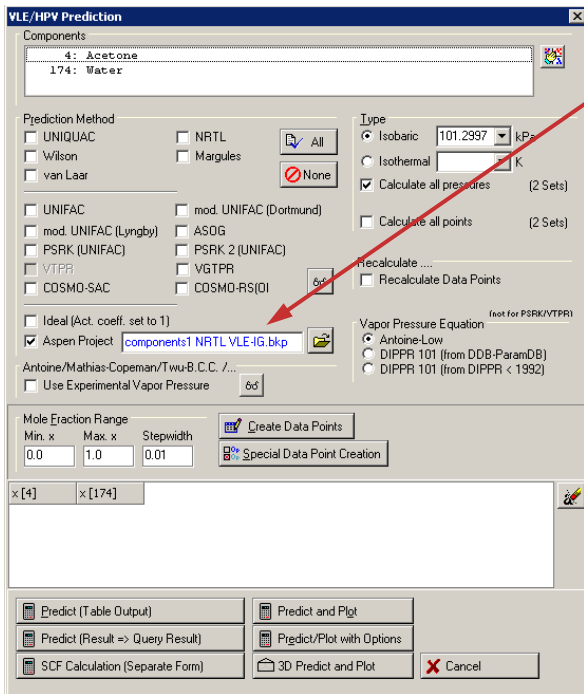 VLE/HPV Prediction
Components
4: Acetone
174: Water
Prediction Method
UNIQUAC NRTL All
Wilson Margules
van Laar None
UNIFAC mod. UNIFAC (Dortmund)
mod. UNIFAC (Lyngby) ASOG
PSRK (UNIFAC) PSRK 2 (UNIFAC)
VTPR VGTPR
COSMO-SAC COSMO-RS(Ol
Ideal (Act. coeff. set to 1)
Aspen Project components1 NRTL VLE-IG.bkp
Antoine/Mathias-Copeman/Twu-B.C.C. /...
Use Experimental Vapor Pressure
Type
Isobaric 101.2997 kPa
Isothermal K
Calculate all pressures (2 Sets)
Calculate all points (2 Sets)
Recalculate ....
Recalculate Data Points
(not for PSRK/VTPR)
Vapor Pressure Equation
Antoine-Low
DIPPR 101 (from DDB-ParamDB)
DIPPR 101 (from DIPPR < 1992)
Mole Fraction Range
Min. x Max. x Stepwidth
0.0 1.0 0.01
Create Data Points
Special Data Point Creation
x [4] x [174]
Predict (Table Output) Predict and Plot
Predict (Result => Query Result) Predict/Plot with Options
SCF Calculation (Separate Form) 3D Predict and Plot Cancel